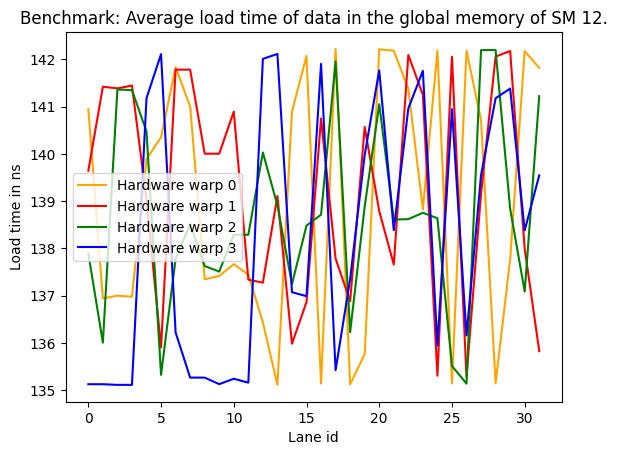 Benchmark: Average load time of data in the global memory of SM 12.
142
141
140
139
138
137
136
135
Load time in ns
Hardware warp 0
Hardware warp 1
Hardware warp 2
Hardware warp 3
0 5 10 15 20 25 30
Lane id